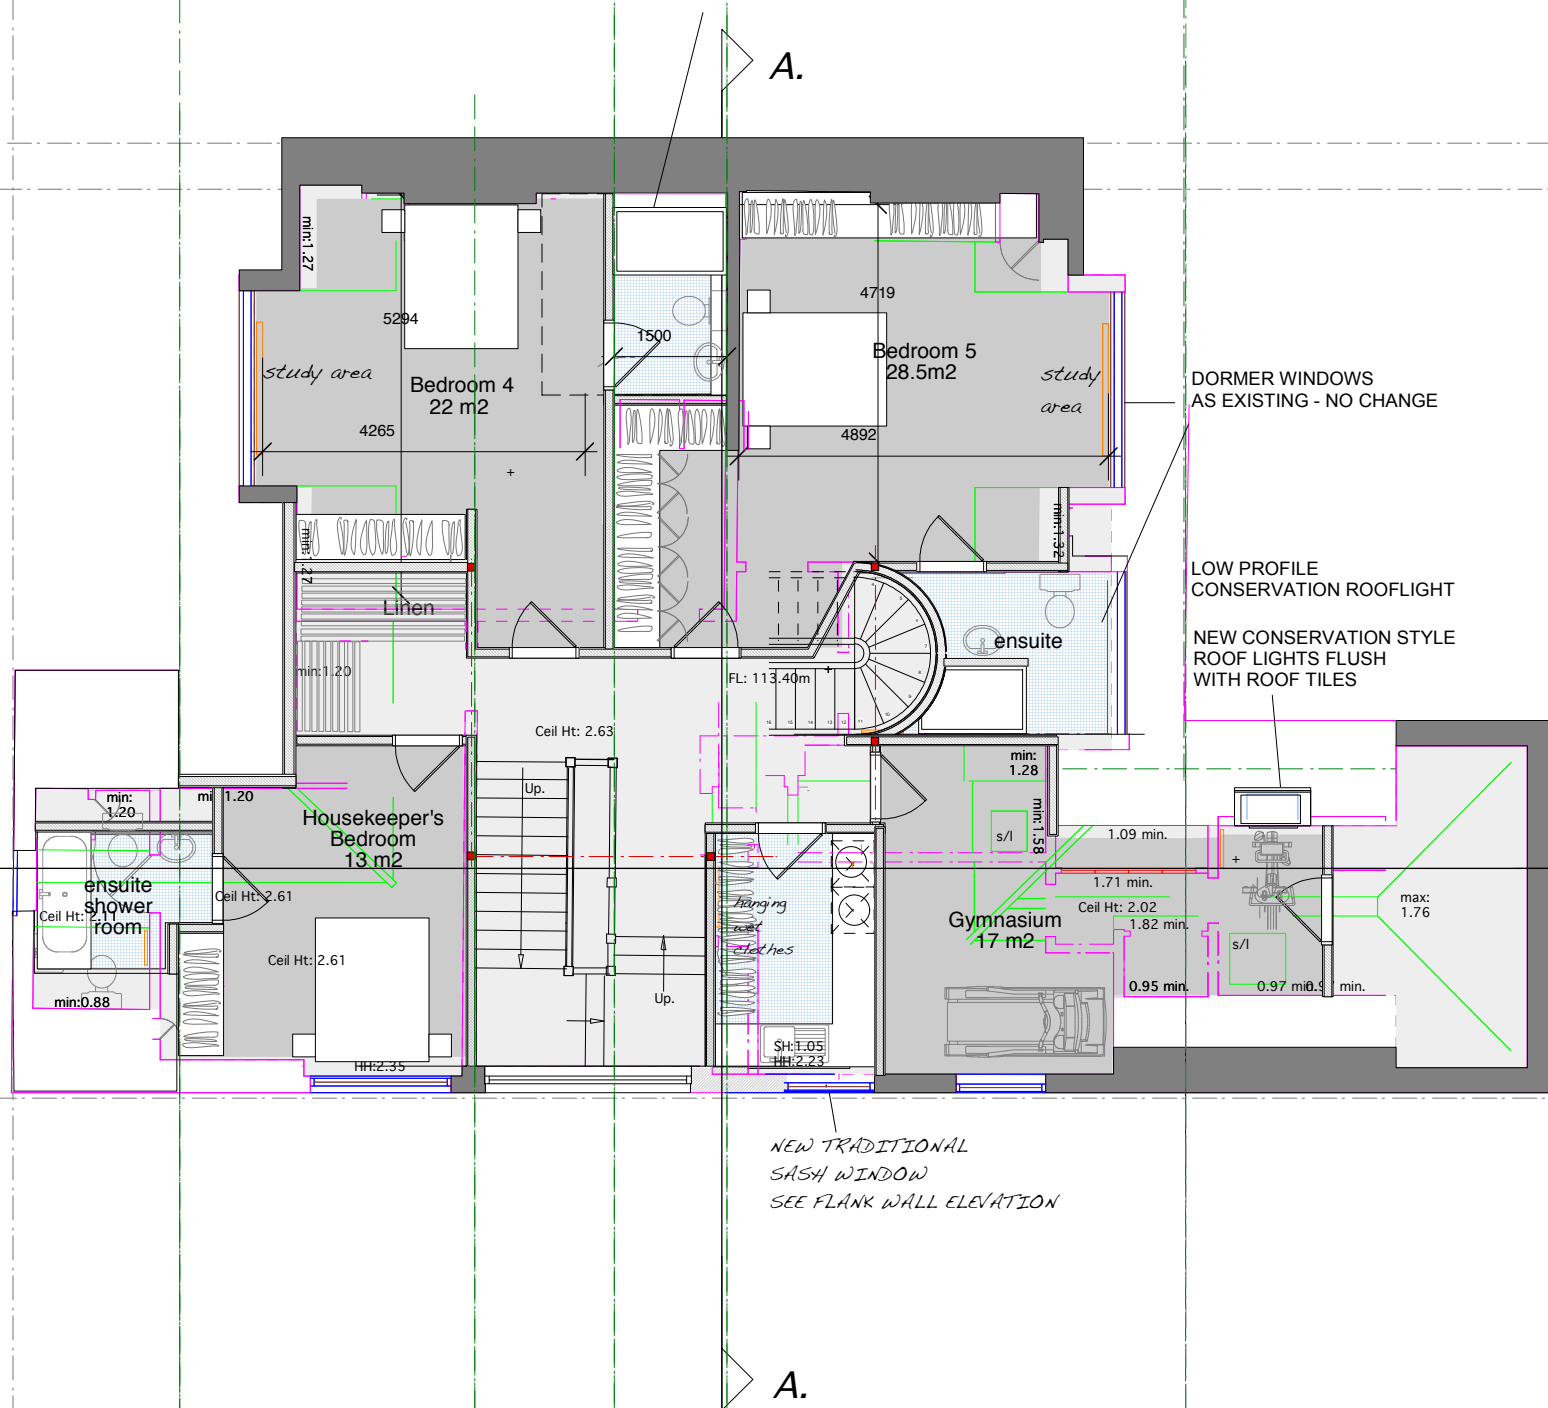 A.
min:1.27
5294
study area
Bedroom 4
22 m2
4265
1500
4719
Bedroom 5
28.5m2
study
area
4892
DORMER WINDOWS
AS EXISTING - NO CHANGE
min:1.27
min:1.32
Linen
min:1.20
LOW PROFILE
CONSERVATION ROOFLIGHT
ensuite
NEW CONSERVATION STYLE
ROOF LIGHTS FLUSH
WITH ROOF TILES
FL: 113.40m
Ceil Ht: 2.63
Up.
min:
1.28
min:
1.20
1.20
min:1.58
s/l
1.09 min.
Housekeeper's
Bedroom
13 m2
ensuite
shower
room
Ceil Ht: 2.11
Ceil Ht: 2.61
Ceil Ht: 2.61
hanging
wet
clothes
Gymnasium
17 m2
1.71 min.
Ceil Ht: 2.02
1.82 min.
max:
1.76
s/l
0.95 min.
0.97 min.
min.
min:0.88
Up.
HH:2.35
SH:1.05
HH:2.23
NEW TRADITIONAL
SASH WINDOW
SEE FLANK WALL ELEVATION
A.